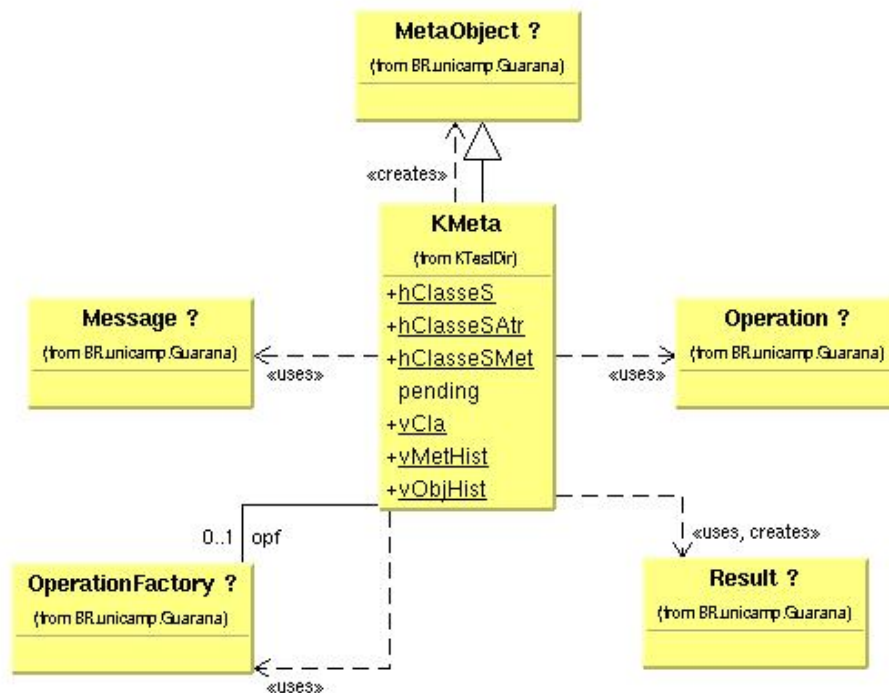 MetaObject ?
(from BR.unicamp.Guarana)
«creates»
KMeta
(from KTestDir)
+hClasseS
+hClasseSAtr
+hClasseSMet
pending
+vCla
+vMetHist
+vObjHist
Message ?
(from BR.unicamp.Guarana)
«uses»
Operation ?
(from BR.unicamp.Guarana)
«uses»
0..1 opf
«uses, creates»
OperationFactory ?
(from BR.unicamp.Guarana)
Result ?
(from BR.unicamp.Guarana)
«uses»